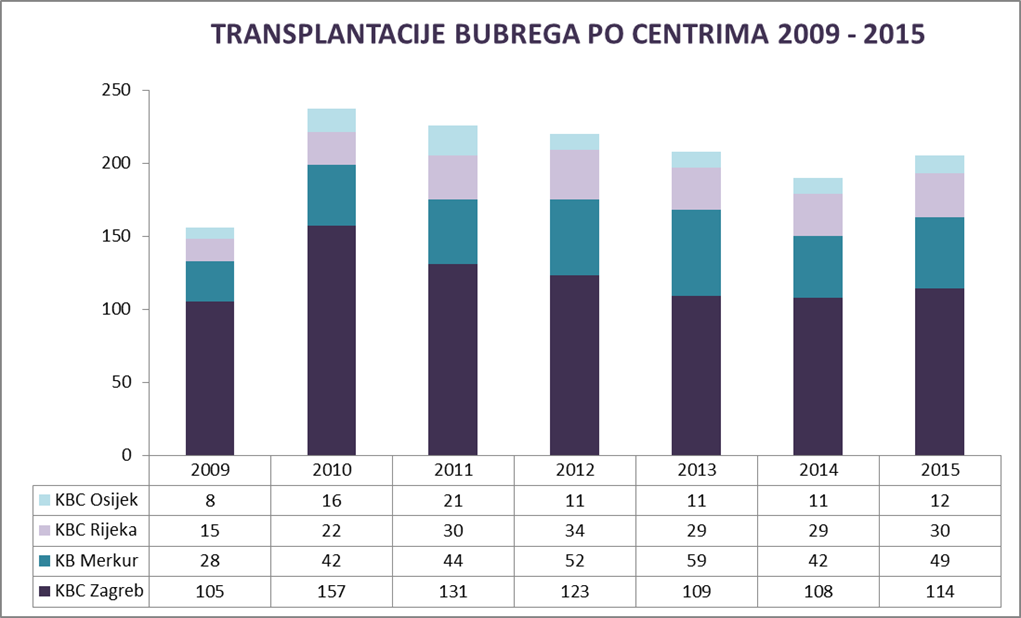 TRANSPLANTACIJE BUBREGA PO CENTRIMA 2009 - 2015
250
200
150
100
50
0
2009 2010 2011 2012 2013 2014 2015
KBC Osijek 8 16 21 11 11 11 12
KBC Rijeka 15 22 30 34 29 29 30
KB Merkur 28 42 44 52 59 42 49
KBC Zagreb 105 157 131 123 109 108 114